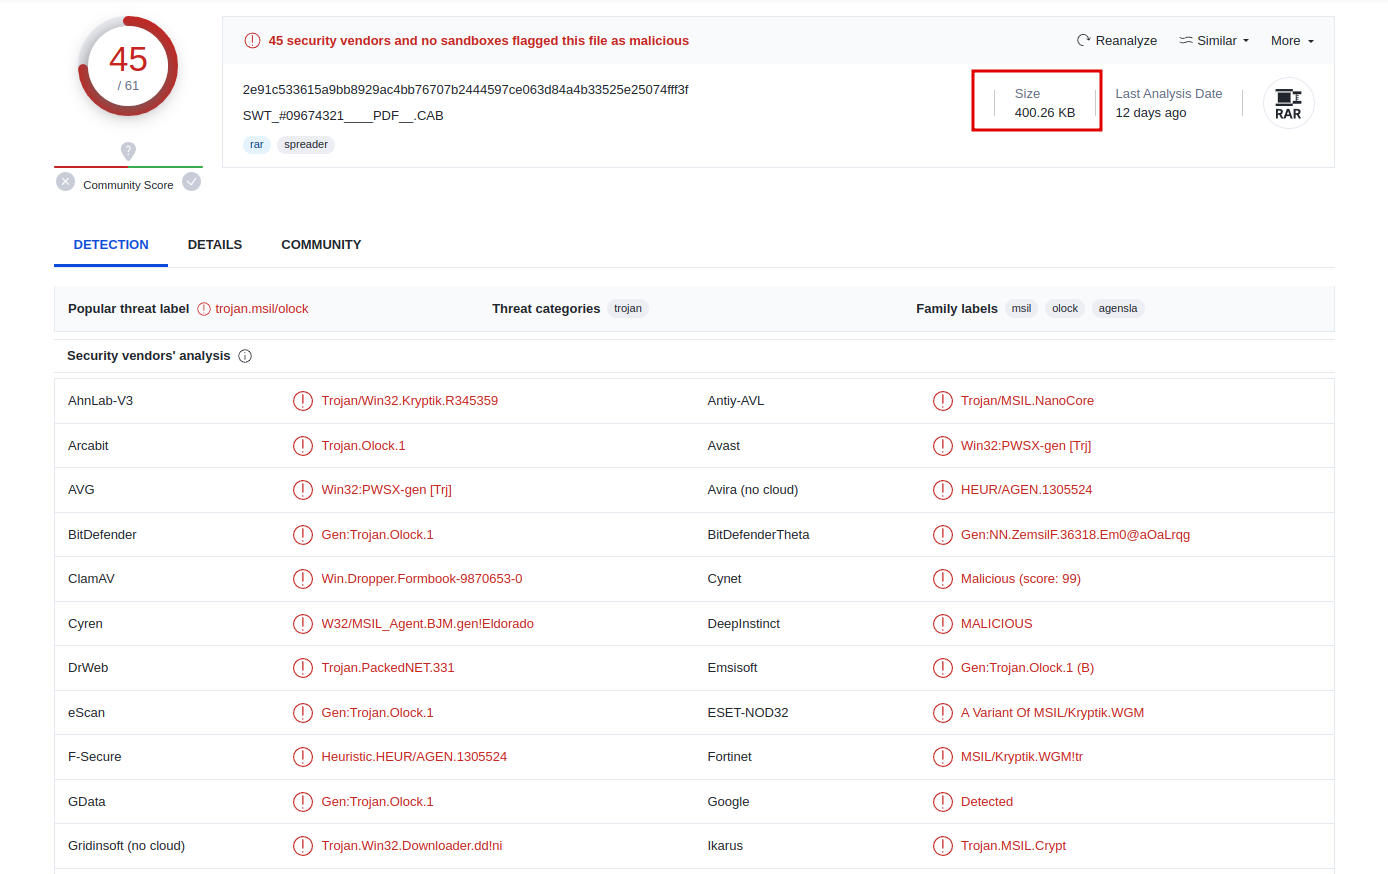 45
/ 61
Community Score
45 security vendors and no sandboxes flagged this file as malicious
Reanalyze
Similar
More
2e91c533615a9bb8929ac4bb76707b2444597ce063d84a4b33525e25074fff3f
SWT_#09674321____PDF__.CAB
rar
spreader
Size
400.26 KB
Last Analysis Date
12 days ago
RAR
DETECTION
DETAILS
COMMUNITY
Popular threat label trojan.msil/olock
Threat categories trojan
Family labels msil olock agensla
Security vendors' analysis
AhnLab-V3 Trojan/Win32.Kryptik.R345359 Antiy-AVL Trojan/MSIL.NanoCore
Arcabit Trojan.Olock.1 Avast Win32:PWSX-gen [Trj]
AVG Win32:PWSX-gen [Trj] Avira (no cloud) HEUR/AGEN.1305524
BitDefender Gen:Trojan.Olock.1 BitDefenderTheta Gen:NN.ZemsilF.36318.Em0@aOaLrqg
ClamAV Win.Dropper.Formbook-9870653-0 Cynet Malicious (score: 99)
Cyren W32/MSIL_Agent.BJM.gen!Eldorado DeepInstinct MALICIOUS
DrWeb Trojan.PackedNET.331 Emsisoft Gen:Trojan.Olock.1 (B)
eScan Gen:Trojan.Olock.1 ESET-NOD32 A Variant Of MSIL/Kryptik.WGM
F-Secure Heuristic.HEUR/AGEN.1305524 Fortinet MSIL/Kryptik.WGM!tr
GData Gen:Trojan.Olock.1 Google Detected
Gridinsoft (no cloud) Trojan.Win32.Downloader.dd!ni Ikarus Trojan.MSIL.Crypt